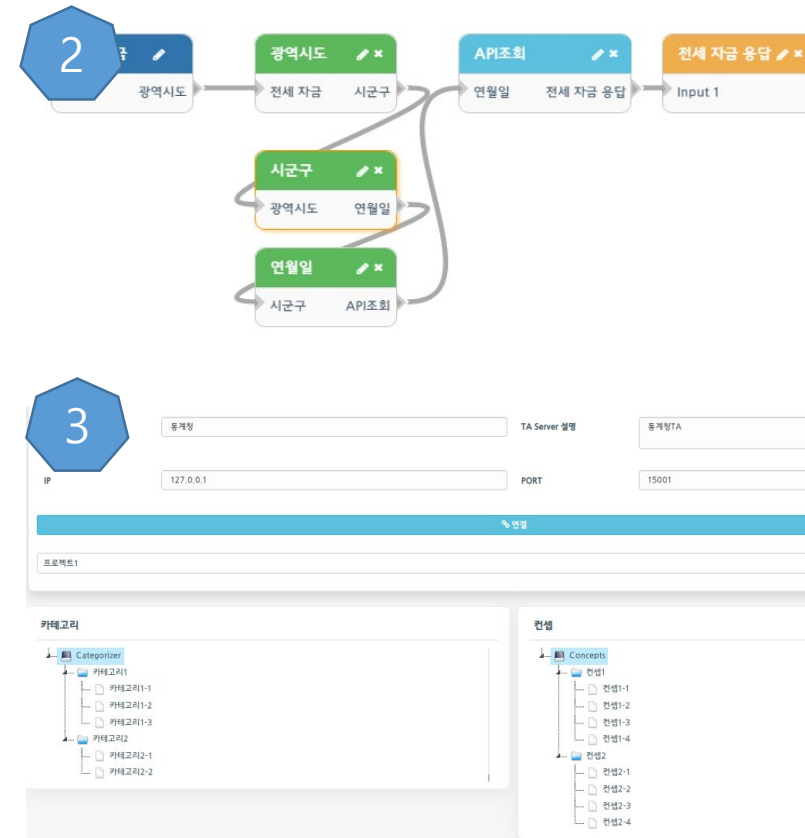 2
금
광역시도
광역시도
전세 자금 시군구
API조회
연월일 전세 자금 응답
전세 자금 응답
Input 1
시군구
광역시도 연월일
연월일
시군구 API조회
3
통계청
TA Server 설명
통계청TA
IP
127.0.0.1
PORT
15001
연결
프로젝트1
카테고리
Categorizer
카테고리1
카테고리1-1
카테고리1-2
카테고리1-3
카테고리2
카테고리2-1
카테고리2-2
컨셉
Concepts
컨셉1
컨셉1-1
컨셉1-2
컨셉1-3
컨셉1-4
컨셉2
컨셉2-1
컨셉2-2
컨셉2-3
컨셉2-4